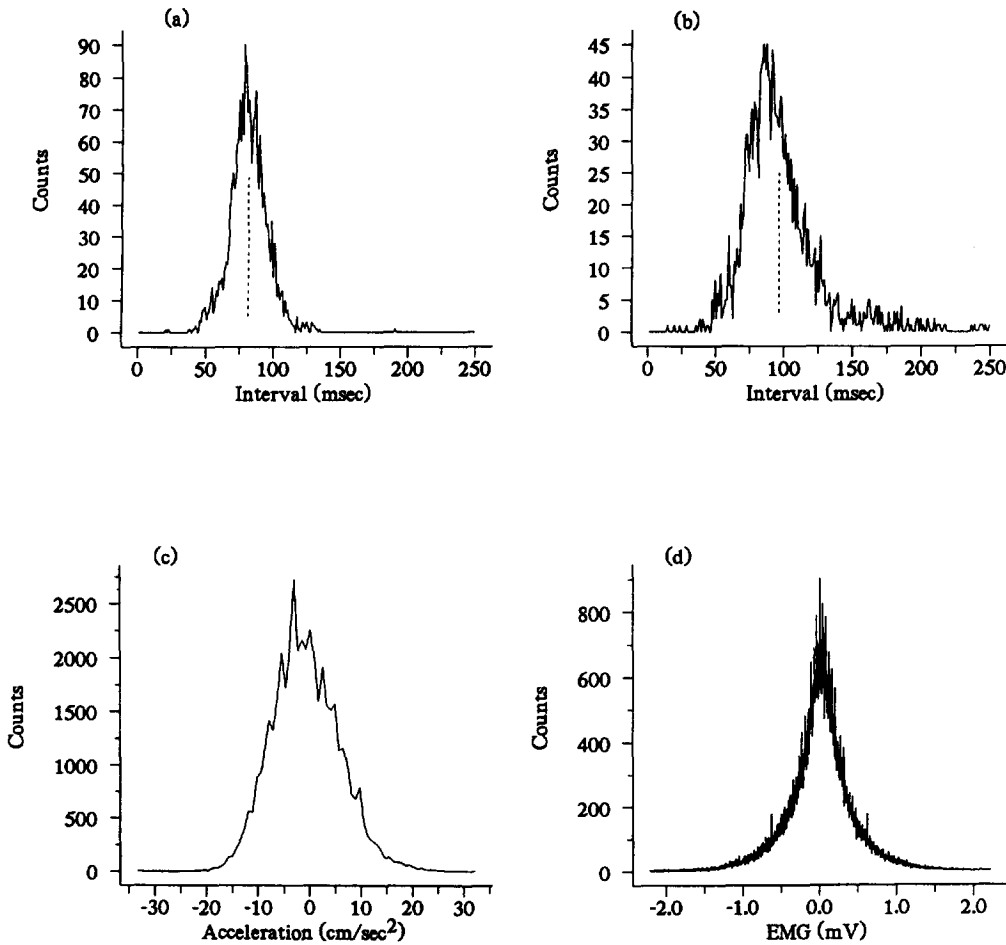 (a)
Counts
90
80
70
60
50
40
30
20
10
0
0 50 100 150 200 250
Interval (msec)
(b)
Counts
45
40
35
30
25
20
15
10
5
0
0 50 100 150 200 250
Interval (msec)
(c)
Counts
2500
2000
1500
1000
500
0
-30 -20 -10 0 10 20 30
Acceleration (cm/sec²)
(d)
Counts
800
600
400
200
0
-2.0 -1.0 0.0 1.0 2.0
EMG (mV)